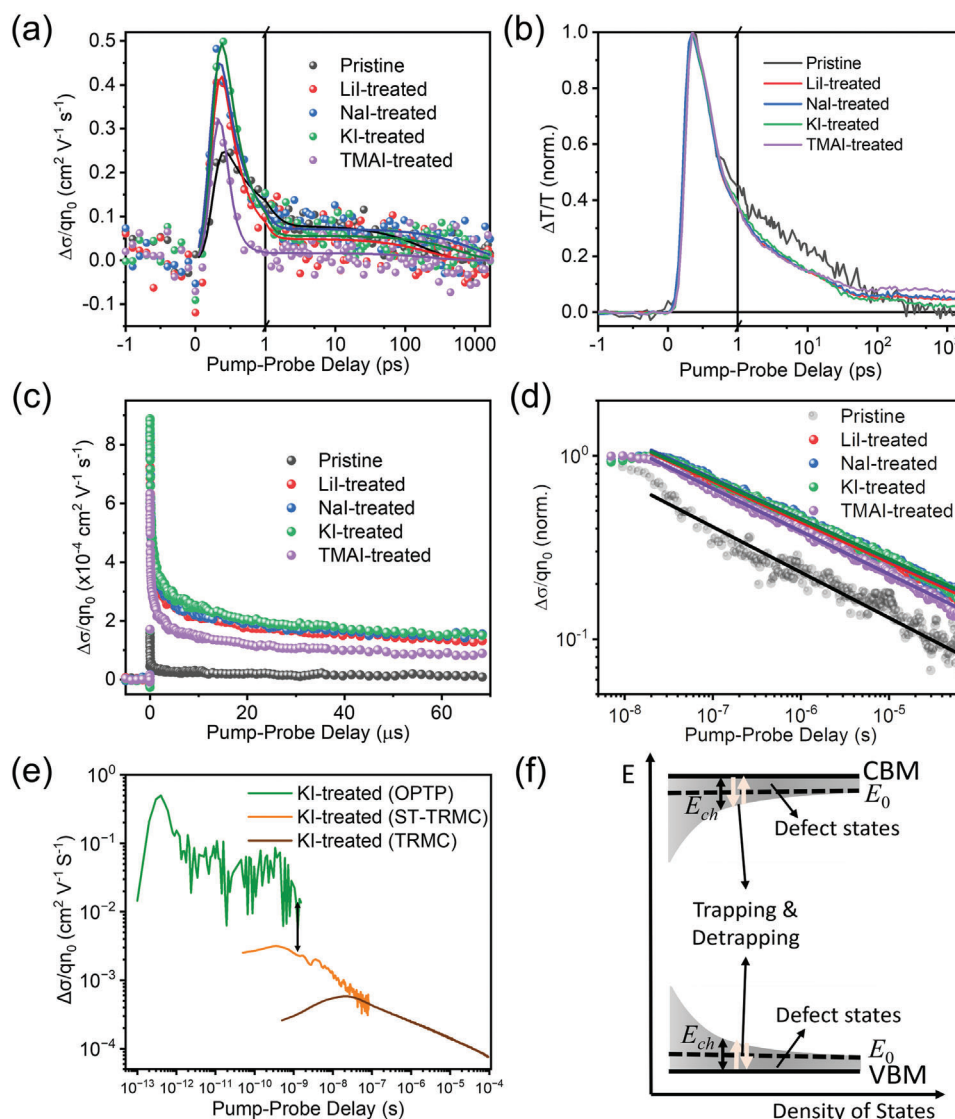 (a)
Δσ/qn₀ (cm² V⁻¹ s⁻¹)
0.5
0.4
0.3
0.2
0.1
0.0
-0.1
Pristine
LiI-treated
NaI-treated
KI-treated
TMAI-treated
-1 0 1 10 100 1000
Pump-Probe Delay (ps)
(b)
ΔT/T (norm.)
1.0
0.8
0.6
0.4
0.2
0.0
Pristine
LiI-treated
NaI-treated
KI-treated
TMAI-treated
-1 0 1 10¹ 10² 10³
Pump-Probe Delay (ps)
(c)
Δσ/qn₀ (x10⁻⁴ cm² V⁻¹ s⁻¹)
8
6
4
2
0
Pristine
LiI-treated
NaI-treated
KI-treated
TMAI-treated
0 20 40 60
Pump-Probe Delay (μs)
(d)
Δσ/qn₀ (norm.)
10⁰
10⁻¹
Pristine
LiI-treated
NaI-treated
KI-treated
TMAI-treated
10⁻⁸ 10⁻⁷ 10⁻⁶ 10⁻⁵
Pump-Probe Delay (s)
(e)
Δσ/qn₀ (cm² V⁻¹ S⁻¹)
10⁰
10⁻¹
10⁻²
10⁻³
10⁻⁴
KI-treated (OPTP)
KI-treated (ST-TRMC)
KI-treated (TRMC)
10⁻¹³ 10⁻¹² 10⁻¹¹ 10⁻¹⁰ 10⁻⁹ 10⁻⁸ 10⁻⁷ 10⁻⁶ 10⁻⁵ 10⁻⁴
Pump-Probe Delay (s)
(f)
E
CBM
E₀
E_ch
Defect states
Trapping &
Detrapping
Defect states
E_ch
E₀
VBM
Density of States